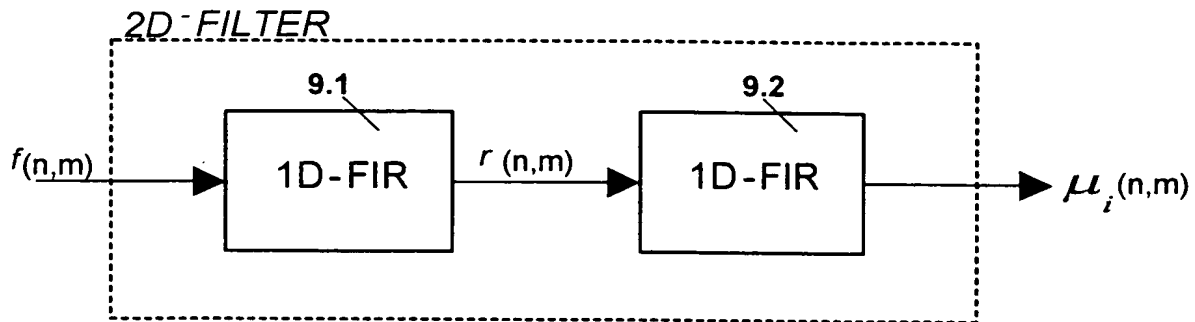 2D-FILTER
9.1
9.2
f(n,m)
1D-FIR
r (n,m)
1D-FIR
μi(n,m)